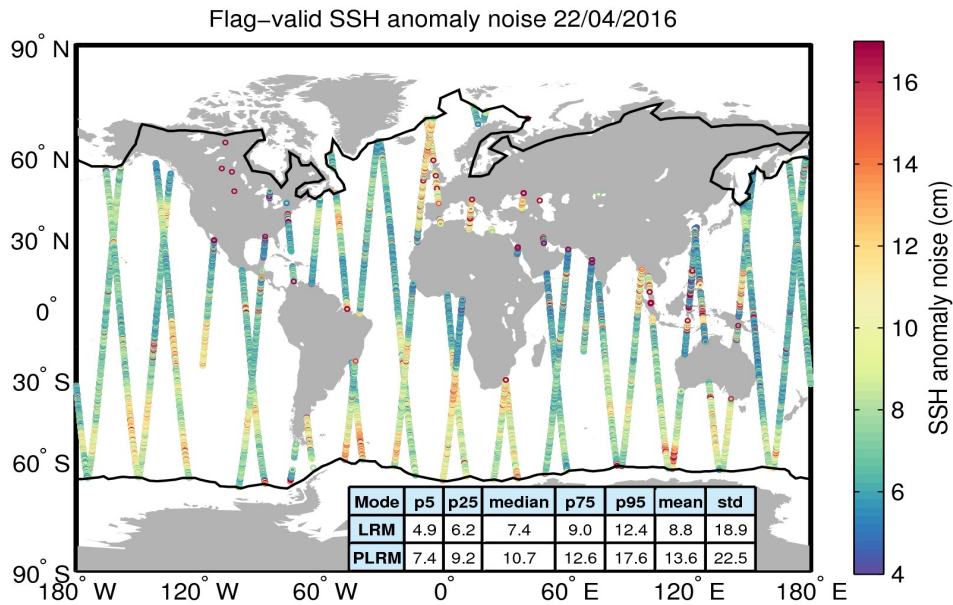 Flag−valid SSH anomaly noise 22/04/2016
90° N
60° N
30° N
0°
30° S
60° S
90° S
180° W
120° W
60° W
0°
60° E
120° E
180° E
Mode p5 p25 median p75 p95 mean std
LRM 4.9 6.2 7.4 9.0 12.4 8.8 18.9
PLRM 7.4 9.2 10.7 12.6 17.6 13.6 22.5
16
14
12
10
8
6
4
SSH anomaly noise (cm)